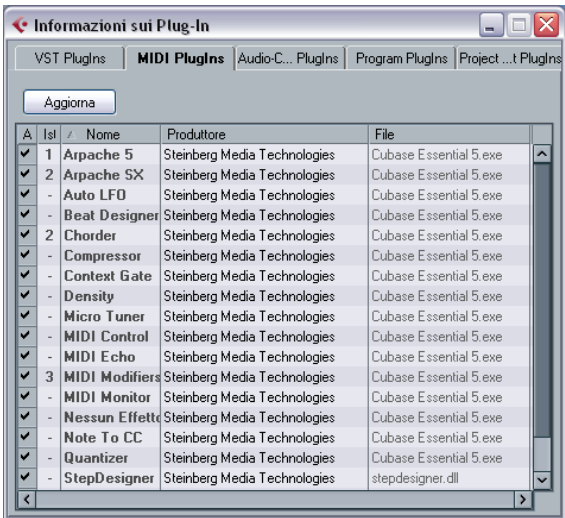 Informazioni sui Plug-In
VST PlugIns MIDI PlugIns Audio-C... PlugIns Program PlugIns Project ...t PlugIns
Aggiorna
A Ist Nome Produttore File
1 Arpache 5 Steinberg Media Technologies Cubase Essential 5.exe
2 Arpache SX Steinberg Media Technologies Cubase Essential 5.exe
- Auto LFO Steinberg Media Technologies Cubase Essential 5.exe
- Beat Designer Steinberg Media Technologies Cubase Essential 5.exe
2 Chorder Steinberg Media Technologies Cubase Essential 5.exe
- Compressor Steinberg Media Technologies Cubase Essential 5.exe
- Context Gate Steinberg Media Technologies Cubase Essential 5.exe
- Density Steinberg Media Technologies Cubase Essential 5.exe
- Micro Tuner Steinberg Media Technologies Cubase Essential 5.exe
- MIDI Control Steinberg Media Technologies Cubase Essential 5.exe
- MIDI Echo Steinberg Media Technologies Cubase Essential 5.exe
3 MIDI Modifiers Steinberg Media Technologies Cubase Essential 5.exe
- MIDI Monitor Steinberg Media Technologies Cubase Essential 5.exe
- Nessun Effetto Steinberg Media Technologies Cubase Essential 5.exe
- Note To CC Steinberg Media Technologies Cubase Essential 5.exe
- Quantizer Steinberg Media Technologies Cubase Essential 5.exe
- StepDesigner Steinberg Media Technologies stepdesigner.dll